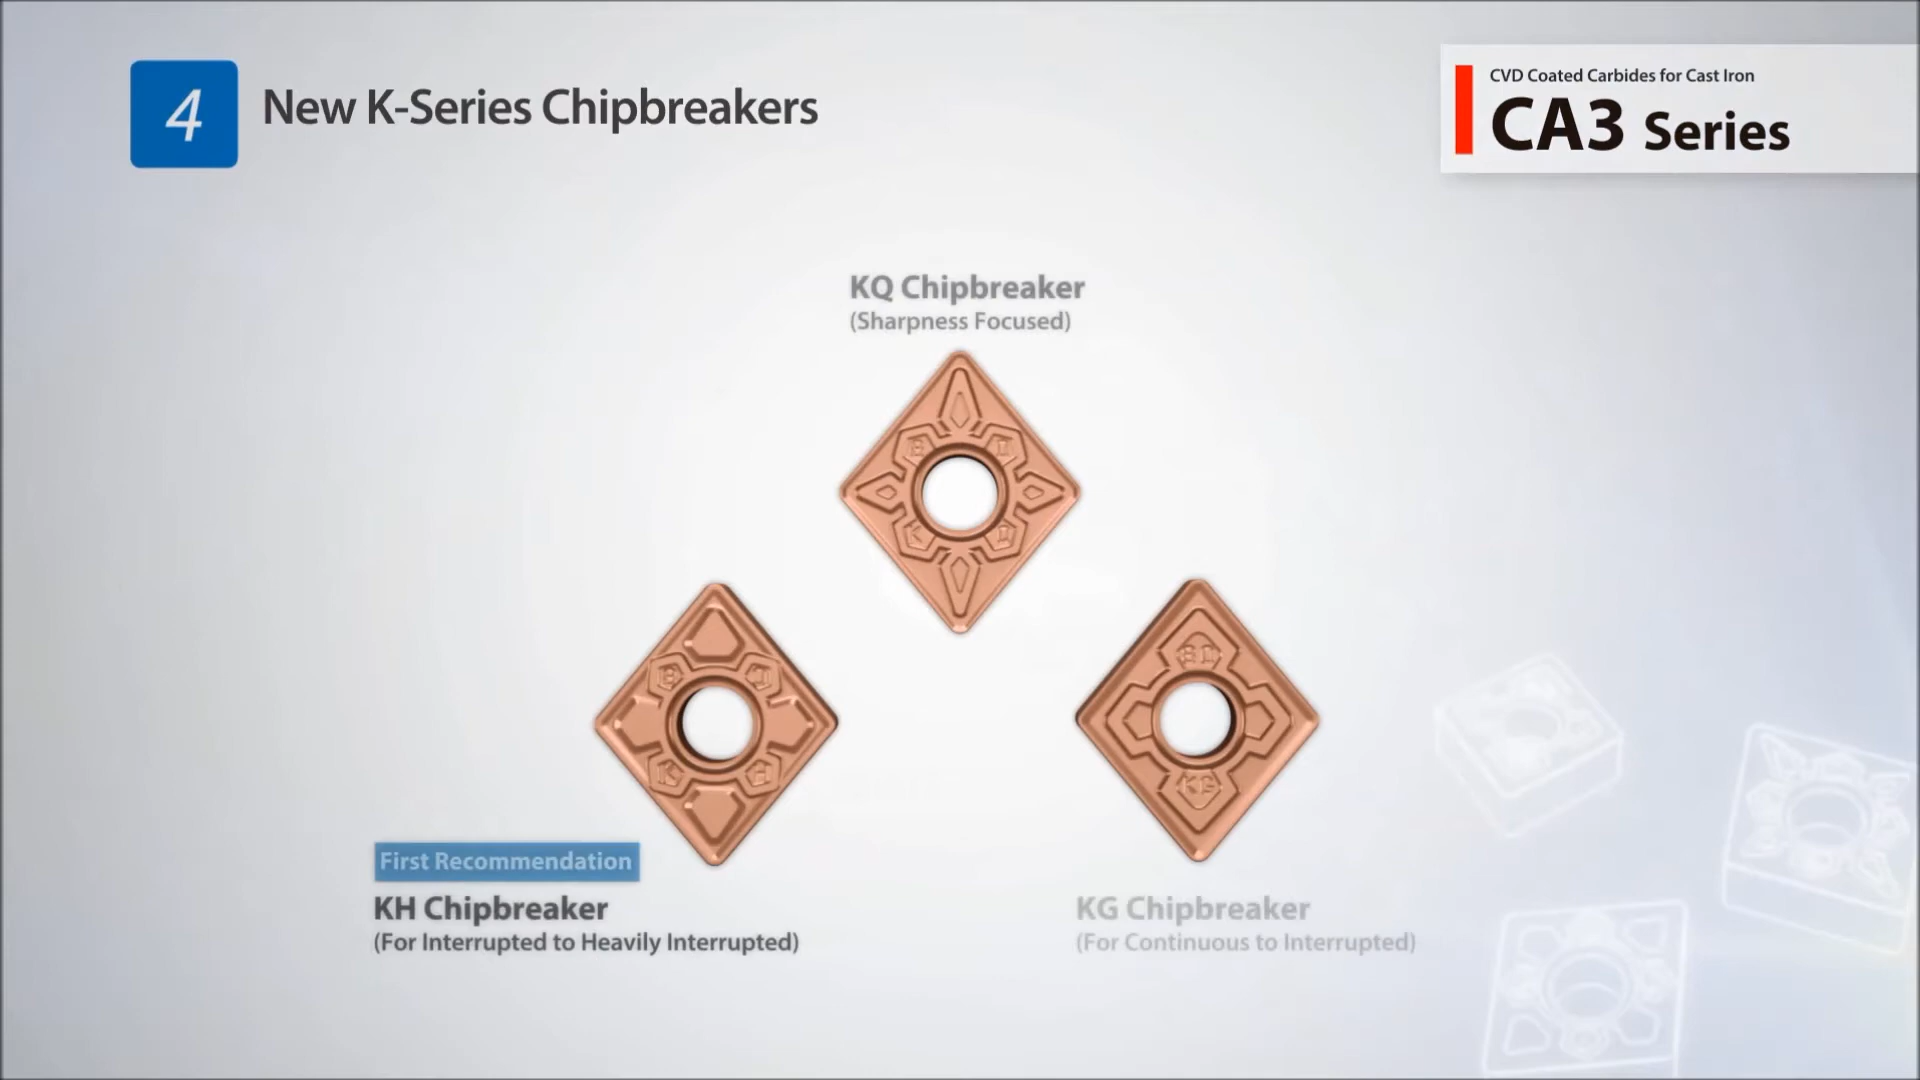 4
New K-Series Chipbreakers
CVD Coated Carbides for Cast Iron
CA3 Series
KQ Chipbreaker
(Sharpness Focused)
First Recommendation
KH Chipbreaker
(For Interrupted to Heavily Interrupted)
KG
KG Chipbreaker
(For Continuous to Interrupted)